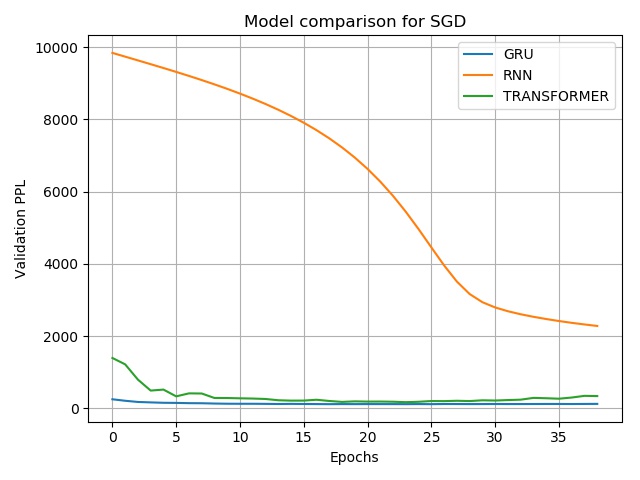 Model comparison for SGD
10000
8000
6000
4000
2000
0
Validation PPL
GRU
RNN
TRANSFORMER
0 5 10 15 20 25 30 35
Epochs